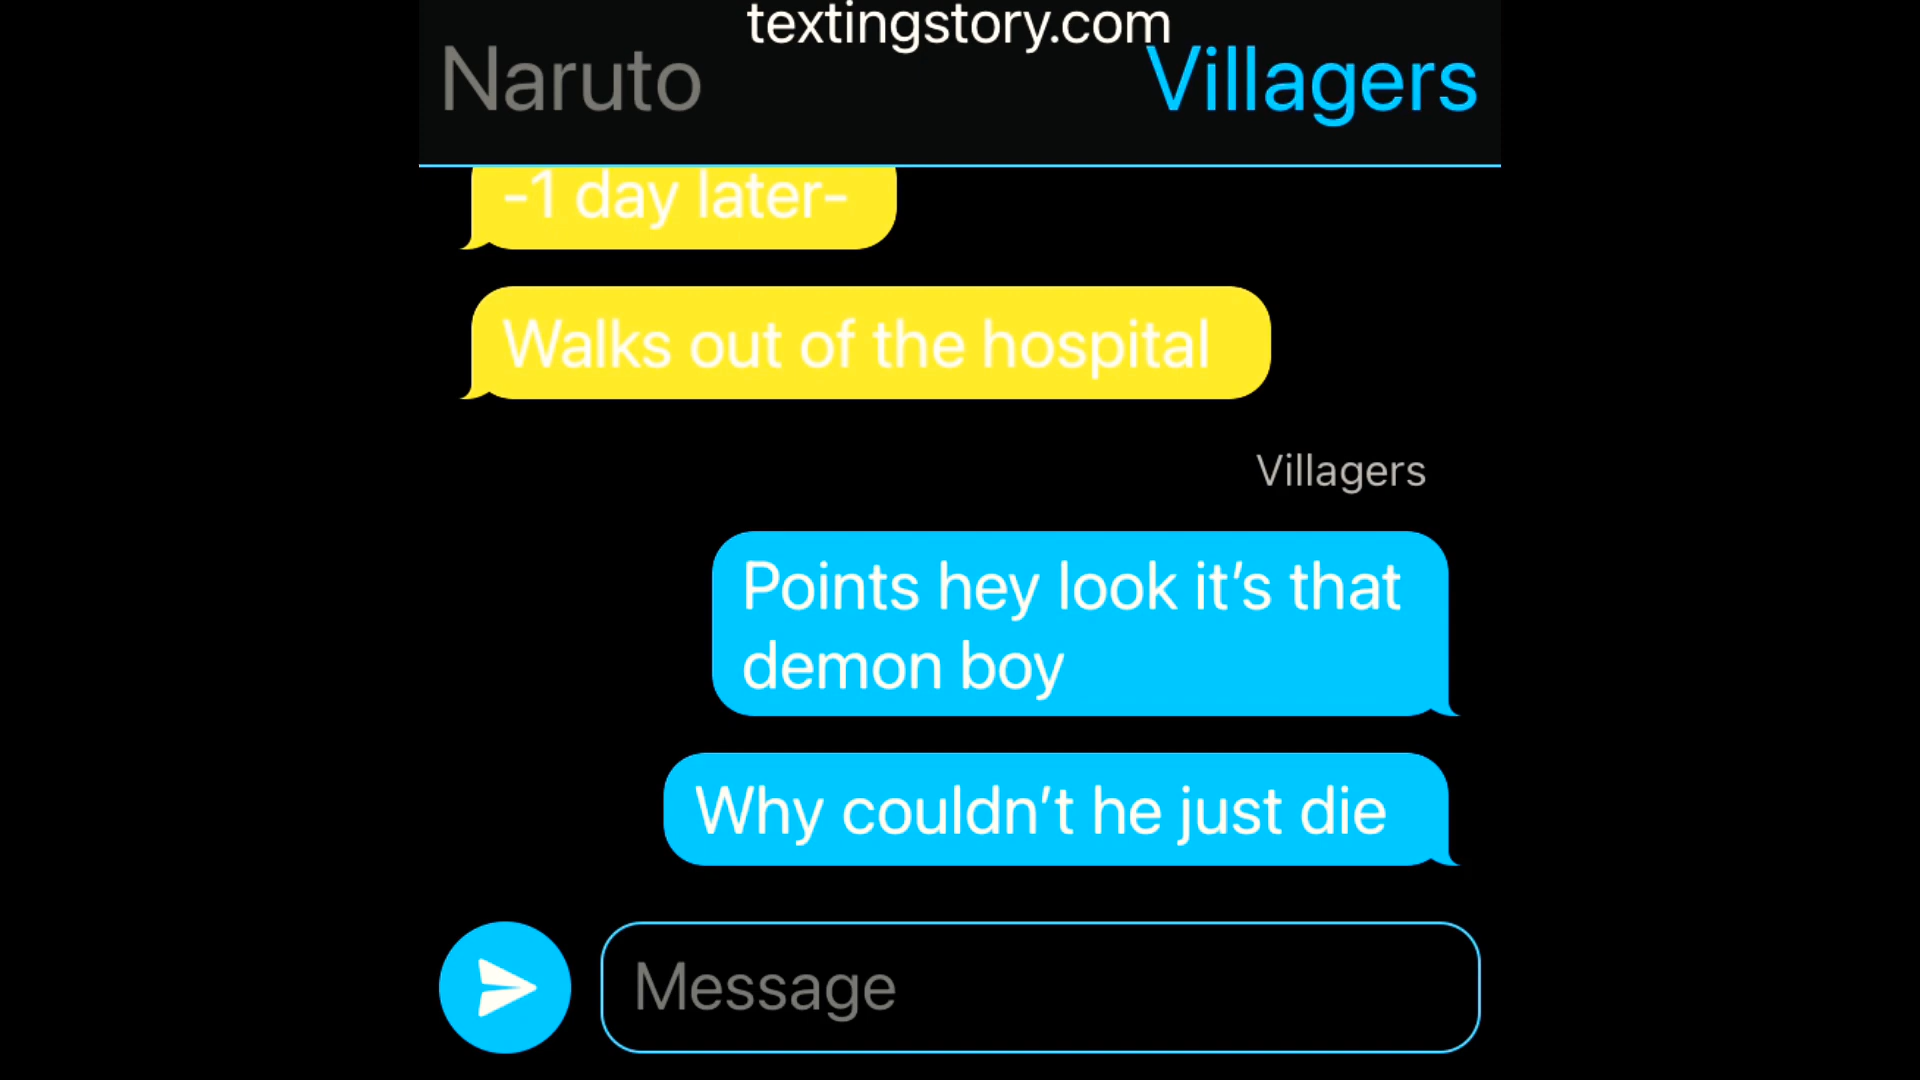 textingstory.com
Naruto
Villagers
-1 day later-
Walks out of the hospital
Villagers
Points hey look it’s that
demon boy
Why couldn’t he just die
Message